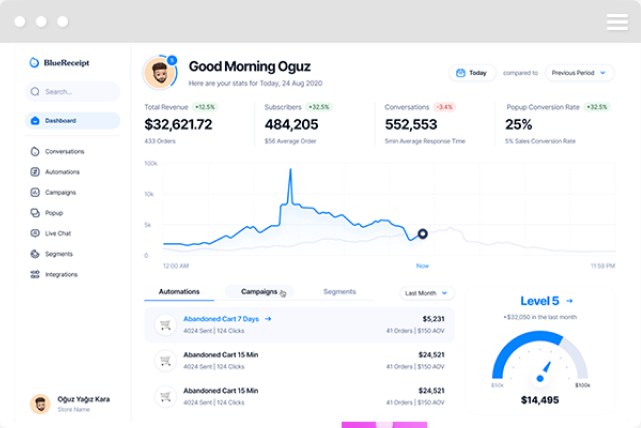 BlueReceipt
Search...
Dashboard
Conversations
Automations
Campaigns
Popup
Live Chat
Segments
Integrations
Oğuz Yağız Kara
Store Name
5
Good Morning Oguz
Here are your stats for Today, 24 Aug 2020
Today compared to Previous Period
Total Revenue +12.5%
$32,621.72
433 Orders
Subscribers +32.5%
484,205
$56 Average Order
Conversations -3.4%
552,553
5min Average Response Time
Popup Conversion Rate +32.5%
25%
5% Sales Conversion Rate
100k
10k
5k
0
12:00 AM Now 11:59 PM
Automations Campaigns Segments Last Month
Abandoned Cart 7 Days $5,231
4024 Sent | 124 Clicks 41 Orders | $150 AOV
Abandoned Cart 15 Min $24,521
4024 Sent | 124 Clicks 41 Orders | $150 AOV
Abandoned Cart 15 Min $24,521
4024 Sent | 124 Clicks 41 Orders | $150 AOV
Level 5
+$32,050 in the last month
$50k $100k
$14,495